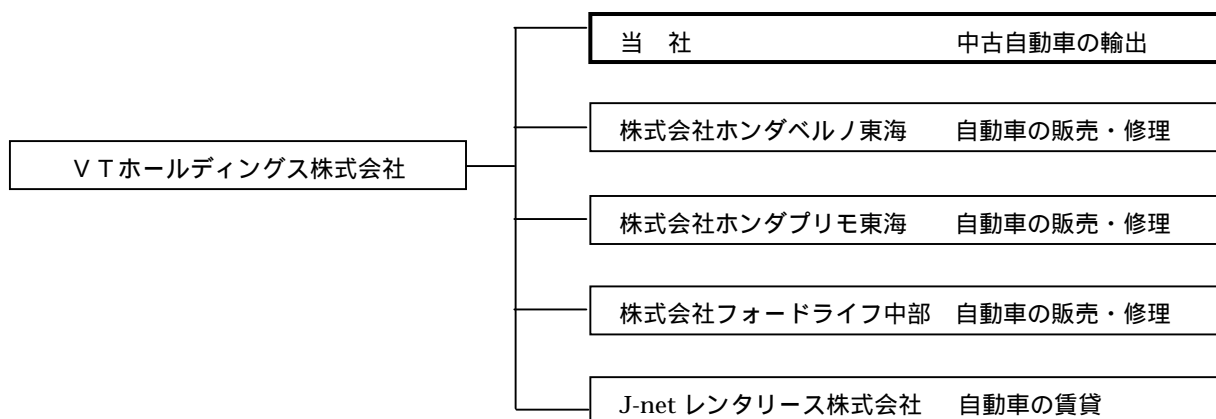 当　社　中古自動車の輸出
株式会社ホンダベルノ東海　自動車の販売・修理
ＶＴホールディングス株式会社
株式会社ホンダプリモ東海　自動車の販売・修理
株式会社フォードライフ中部　自動車の販売・修理
J-net レンタリース株式会社　自動車の賃貸